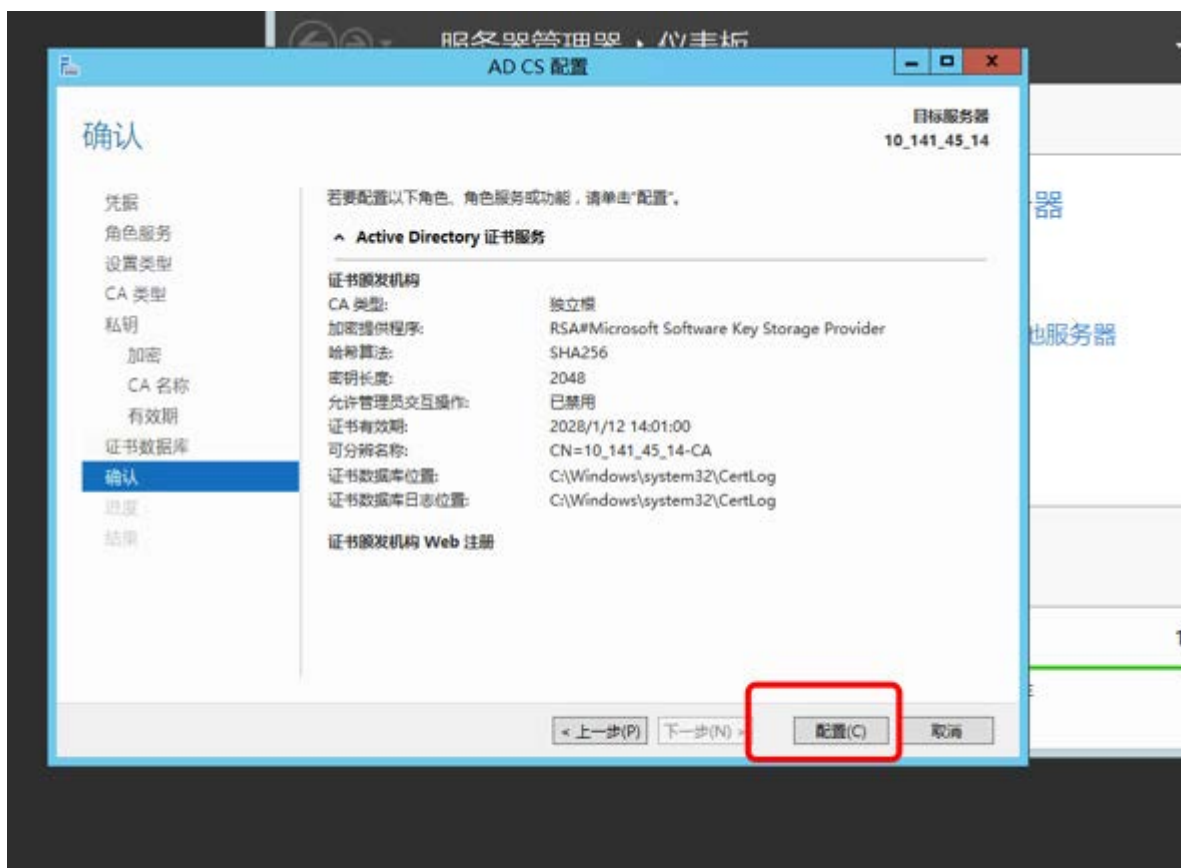 服务器管理器 ▸ 仪表板
AD CS 配置
确认
目标服务器
10_141_45_14
凭据
角色服务
设置类型
CA 类型
私钥
加密
CA 名称
有效期
证书数据库
确认
进度
结果
若要配置以下角色、角色服务或功能，请单击"配置"。
Active Directory 证书服务
证书颁发机构
CA 类型: 独立根
加密提供程序: RSA#Microsoft Software Key Storage Provider
哈希算法: SHA256
密钥长度: 2048
允许管理员交互操作: 已禁用
证书有效期: 2028/1/12 14:01:00
可分辨名称: CN=10_141_45_14-CA
证书数据库位置: C:\Windows\system32\CertLog
证书数据库日志位置: C:\Windows\system32\CertLog
证书颁发机构 Web 注册
< 上一步(P) 下一步(N) > 配置(C) 取消
器
他服务器